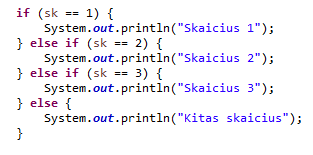 if (sk == 1) {
    System.out.println("Skaicius 1");
} else if (sk == 2) {
    System.out.println("Skaicius 2");
} else if (sk == 3) {
    System.out.println("Skaicius 3");
} else {
    System.out.println("Kitas skaicius");
}